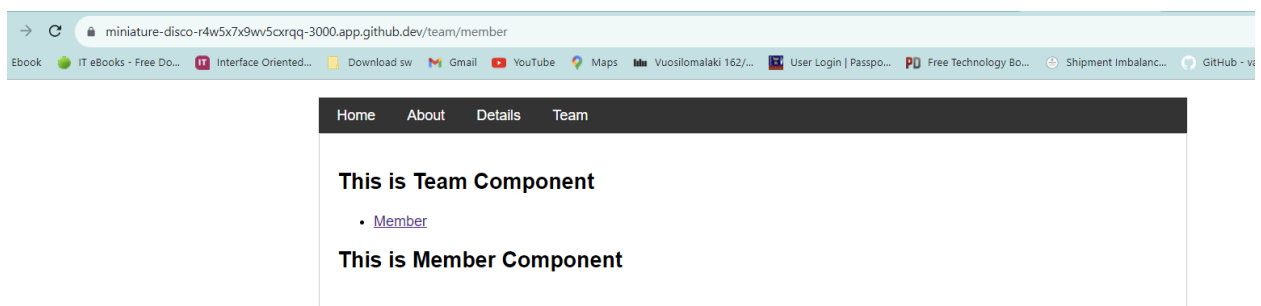 miniature-disco-r4w5x7x9wv5cxrqq-3000.app.github.dev/team/member
Ebook IT eBooks - Free Do... Interface Oriented... Download sw Gmail YouTube Maps Vuosilomalaki 162/... User Login | Passpo... Free Technology Bo... Shipment Imbalanc... GitHub - va
Home About Details Team
This is Team Component
Member
This is Member Component